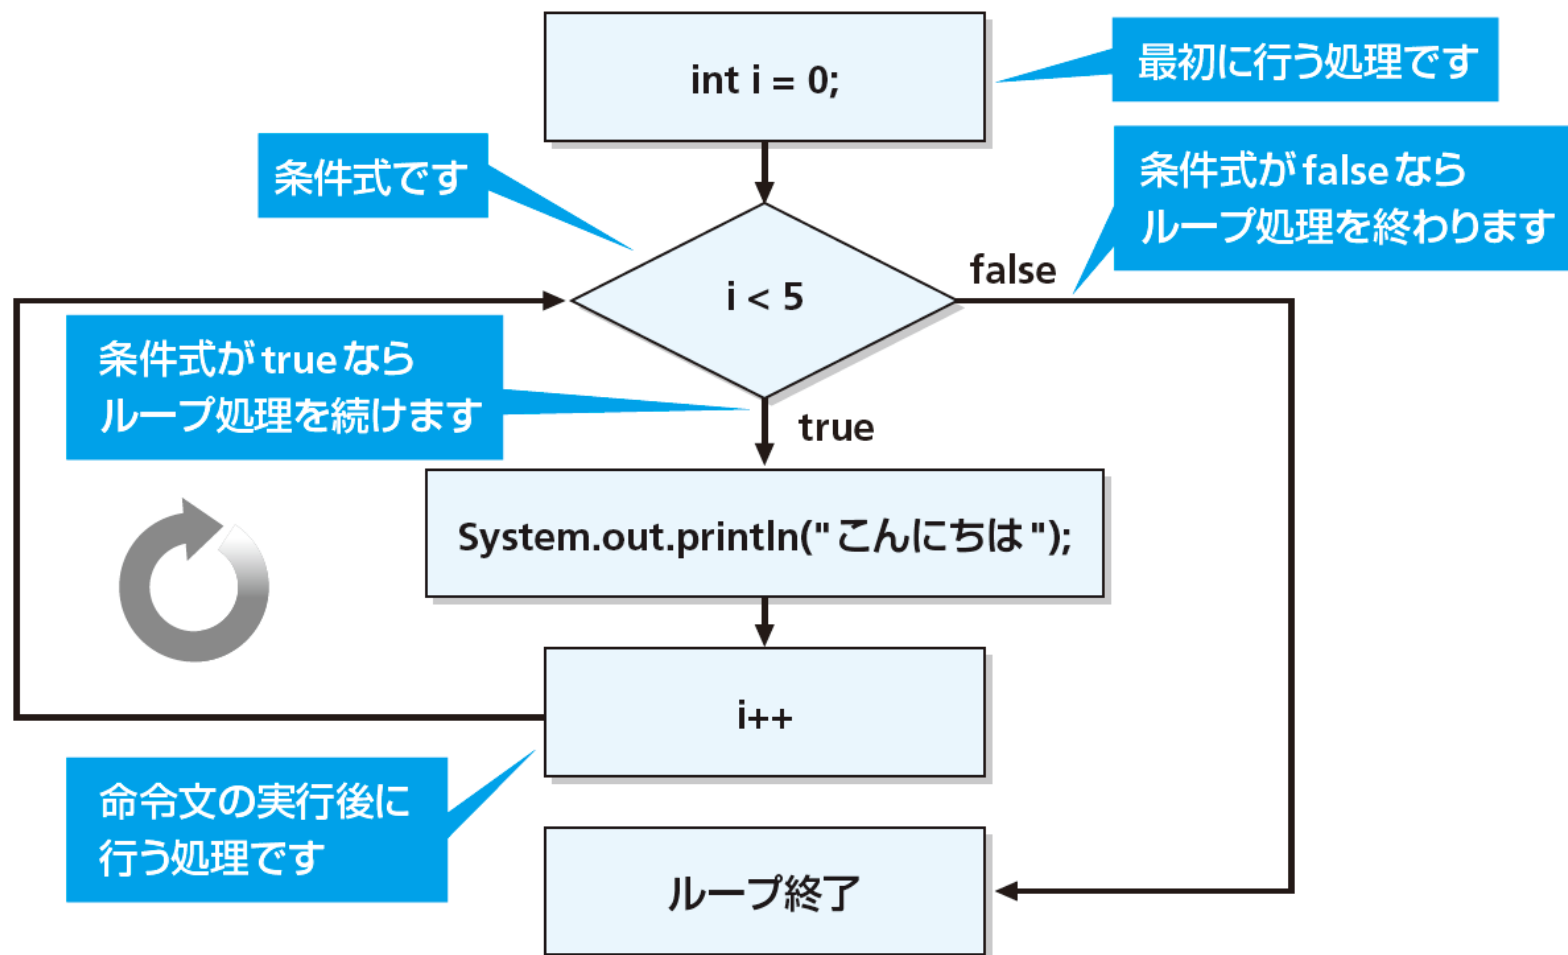 int i = 0;
最初に行う処理です
条件式です
条件式がfalseなら
ループ処理を終わります
i < 5
false
条件式がtrueなら
ループ処理を続けます
true
System.out.println("こんにちは");
i++
命令文の実行後に
行う処理です
ループ終了